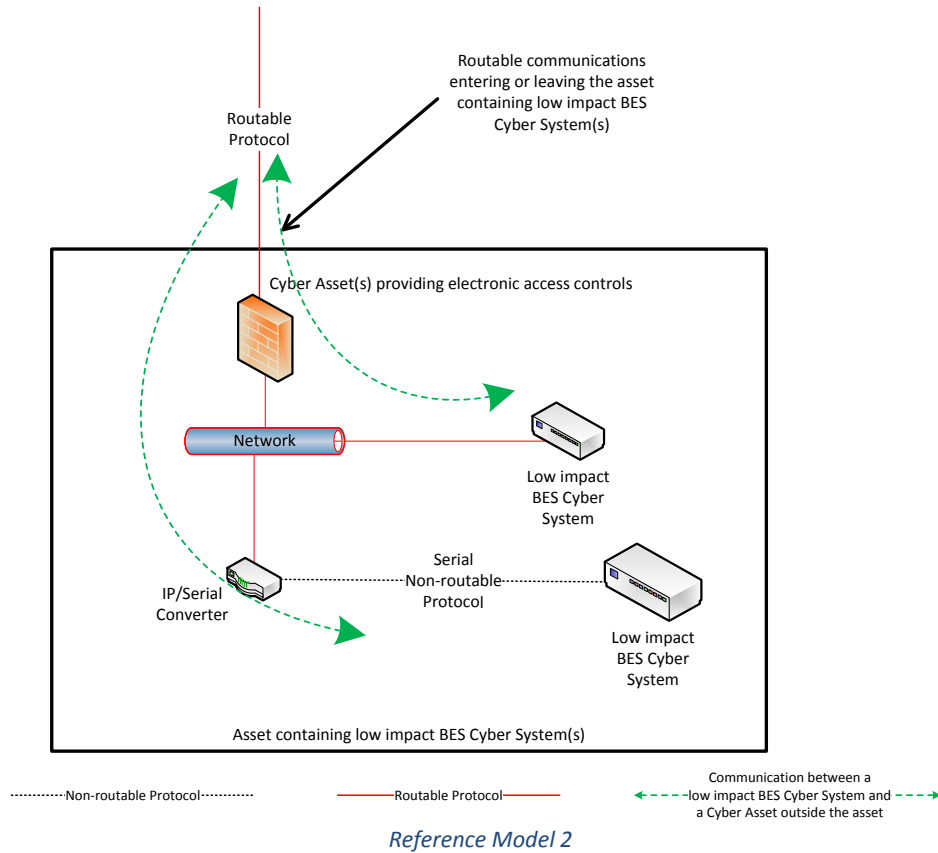 Routable communications
entering or leaving the asset
containing low impact BES
Cyber System(s)
Routable
Protocol
Cyber Asset(s) providing electronic access controls
Network
Low impact
BES Cyber
System
Serial
Non-routable
Protocol
IP/Serial
Converter
Low impact
BES Cyber
System
Asset containing low impact BES Cyber System(s)
Non-routable Protocol
Routable Protocol
Communication between a
low impact BES Cyber System and
a Cyber Asset outside the asset
Reference Model 2